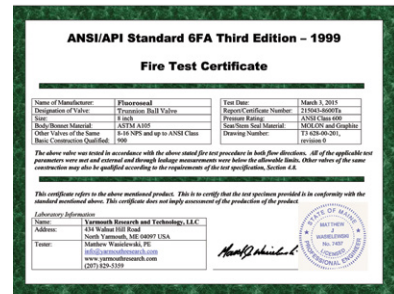 ANSI/API Standard 6FA Third Edition – 1999
Fire Test Certificate
Name of Manufacturer: Fluoroseal Test Date: March 3, 2015
Designation of Valve: Trunnion Ball Valve Report/Certificate Number: 215043-8600Ta
Size: 8 inch Pressure Rating: ANSI Class 600
Body/Bonnet Material: ASTM A105 Seat/Stem Seal Material: MOLON and Graphite
Other Valves of the Same 8-16 NPS and up to ANSI Class Drawing Number: T3 628-00-201,
Basic Construction Qualified: 900 revision 0
The above valve was tested in accordance with the above stated fire test procedure in both flow directions. All of the applicable test
parameters were met and external and through leakage measurements were below the allowable limits. Other valves of the same
construction may also be qualified according to the requirements of the test specification, Section 4.8.
This certificate refers to the above mentioned product. This is to certify that the test specimen provided is in conformity with the
standard mentioned above. This certificate does not imply assessment of the production of the product.
Laboratory Information
Name: Yarmouth Research and Technology, LLC
Address: 434 Walnut Hill Road
North Yarmouth, ME 04097 USA
Tester: Matthew Wasielewski, PE
info@yarmouthresearch.com
www.yarmouthresearch.com
(207) 829-5359
STATE OF MAINE
MATTHEW
J
WASIELEWSKI
No. 7407
LICENSED
PROFESSIONAL ENGINEER